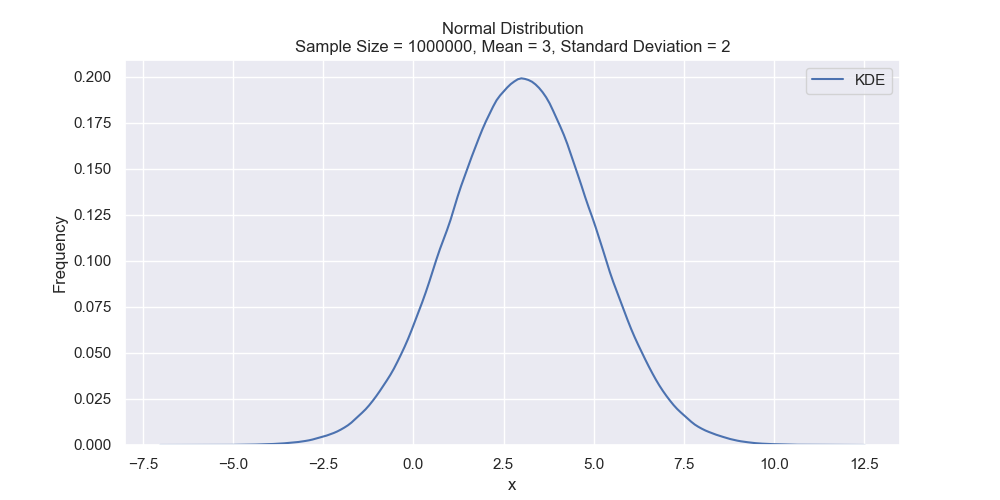 Normal Distribution
Sample Size = 1000000, Mean = 3, Standard Deviation = 2
KDE
0.200
0.175
0.150
0.125
0.100
0.075
0.050
0.025
0.000
Frequency
−7.5 −5.0 −2.5 0.0 2.5 5.0 7.5 10.0 12.5
x